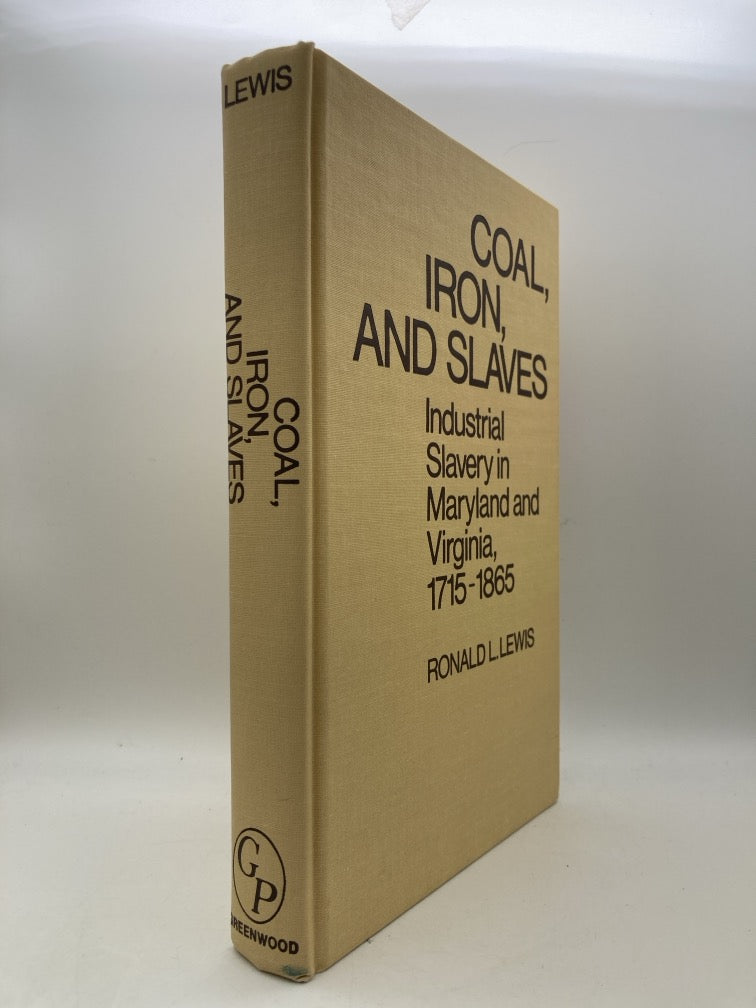 LEWIS
COAL,
IRON,
AND SLAVES
GP
GREENWOOD
COAL,
IRON,
AND SLAVES
Industrial
Slavery in
Maryland and
Virginia,
1715-1865
RONALD L. LEWIS